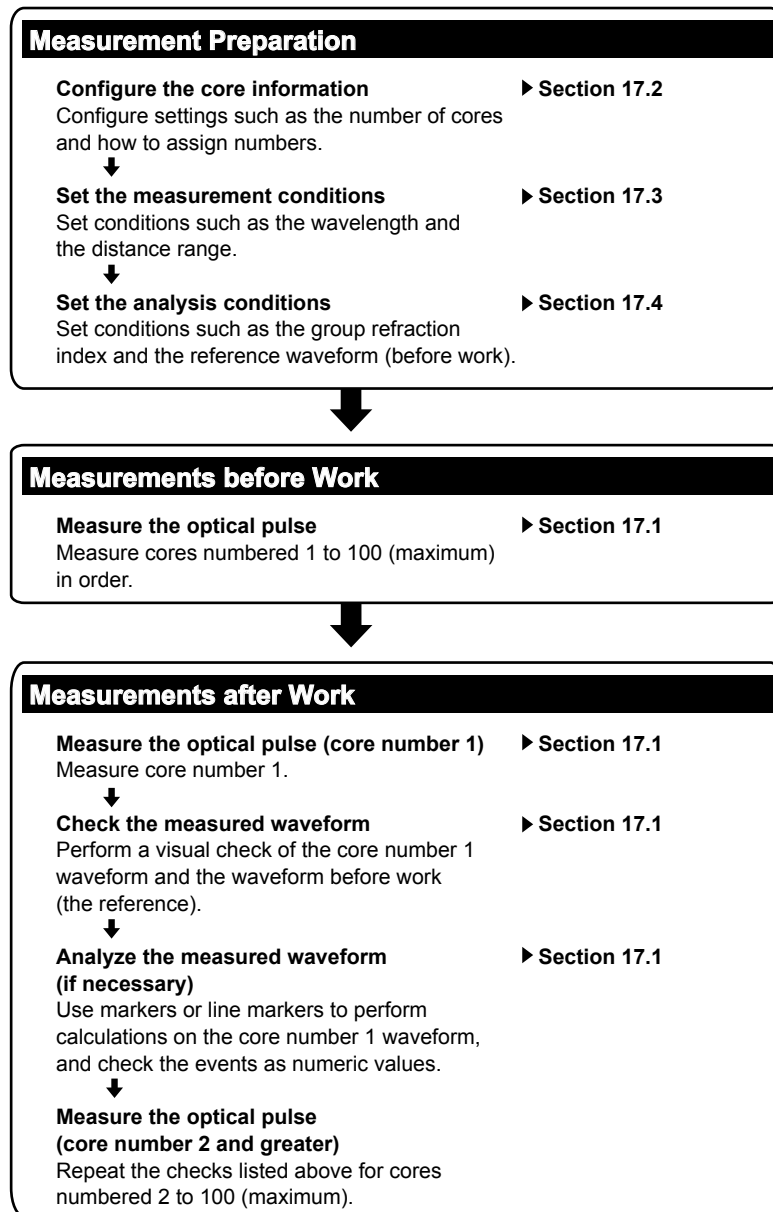 Measurement Preparation
Configure the core information ▶ Section 17.2
Configure settings such as the number of cores
and how to assign numbers.
Set the measurement conditions ▶ Section 17.3
Set conditions such as the wavelength and
the distance range.
Set the analysis conditions ▶ Section 17.4
Set conditions such as the group refraction
index and the reference waveform (before work).
Measurements before Work
Measure the optical pulse ▶ Section 17.1
Measure cores numbered 1 to 100 (maximum)
in order.
Measurements after Work
Measure the optical pulse (core number 1) ▶ Section 17.1
Measure core number 1.
Check the measured waveform ▶ Section 17.1
Perform a visual check of the core number 1
waveform and the waveform before work
(the reference).
Analyze the measured waveform ▶ Section 17.1
(if necessary)
Use markers or line markers to perform
calculations on the core number 1 waveform,
and check the events as numeric values.
Measure the optical pulse
(core number 2 and greater)
Repeat the checks listed above for cores
numbered 2 to 100 (maximum).